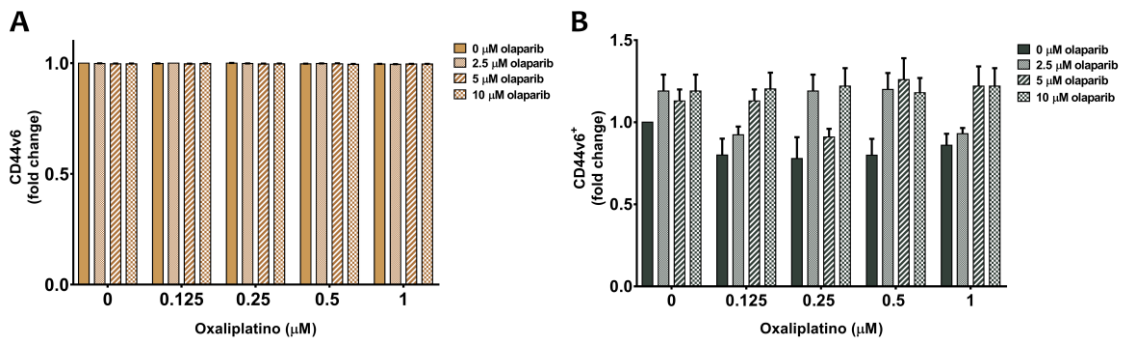 A
CD44v6
(fold change)
1.0
0.5
0.0
0 0.125 0.25 0.5 1
Oxaliplatino (μM)
0 μM olaparib
2.5 μM olaparib
5 μM olaparib
10 μM olaparib
B
CD44v6⁺
(fold change)
1.5
1.0
0.5
0.0
0 0.125 0.25 0.5 1
Oxaliplatino (μM)
0 μM olaparib
2.5 μM olaparib
5 μM olaparib
10 μM olaparib